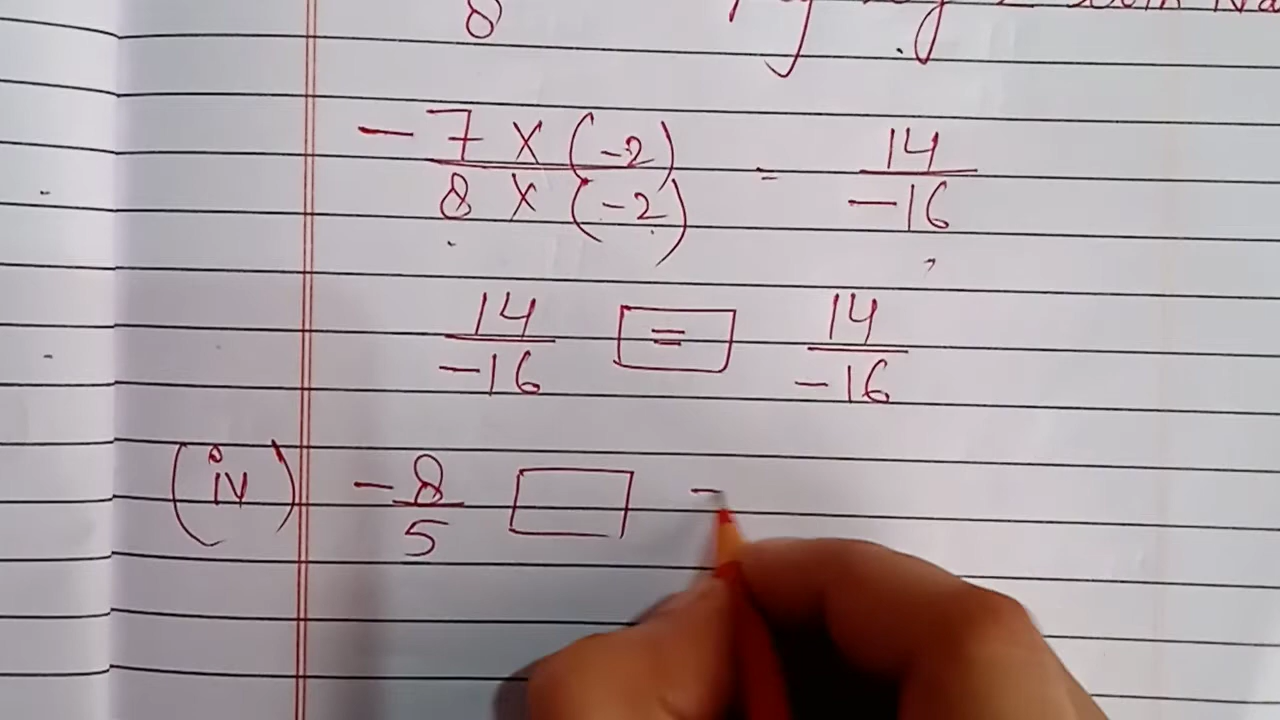 8
-7 × (-2) / 8 × (-2) = 14 / -16
14 / -16 = 14 / -16
(iv) -8 / 5 -